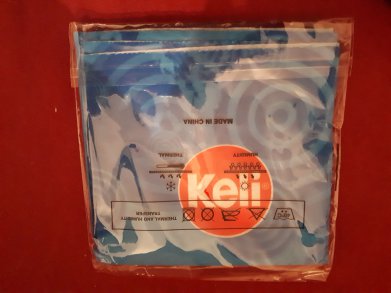 MADE IN CHINA
THERMAL
HUMIDITY
Keli
THERMAL AND HUMIDITY
TRANSFER